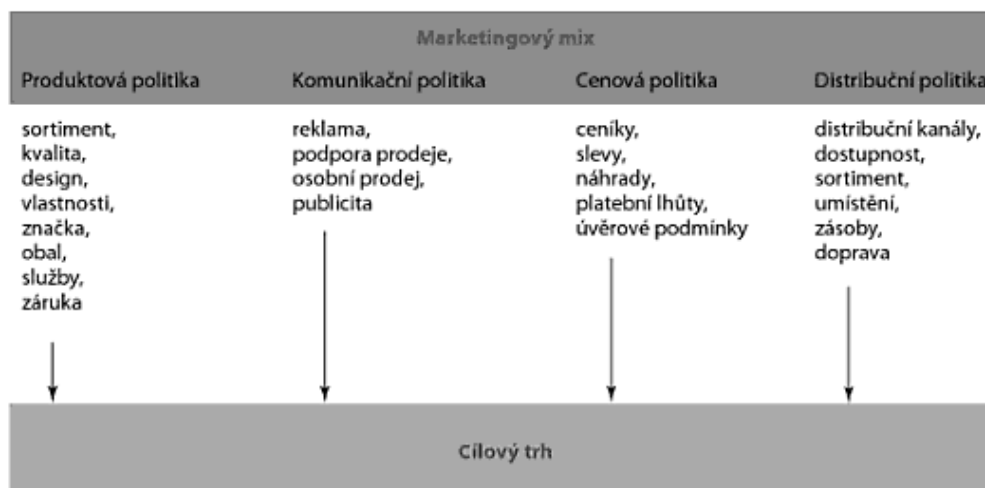 Marketingový mix
Produktová politika
Komunikační politika
Cenová politika
Distribuční politika
sortiment,
kvalita,
design,
vlastnosti,
značka,
obal,
služby,
záruka
reklama,
podpora prodeje,
osobní prodej,
publicita
ceníky,
slevy,
náhrady,
platební lhůty,
úvěrové podmínky
distribuční kanály,
dostupnost,
sortiment,
umístění,
zásoby,
doprava
Cílový trh